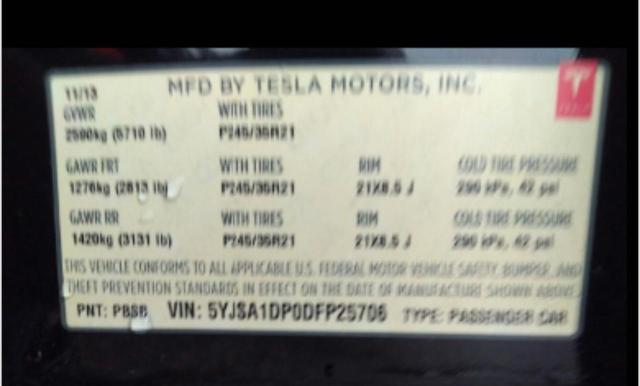 11/13 MFD BY TESLA MOTORS, INC.
TESLA
GVWR WITH TIRES
2590kg (5710 lb) P245/35R21
GAWR FRT WITH TIRES RIM COLD TIRE PRESSURE
1276kg (2813 lb) P245/35R21 21X8.5 J 290 kPa, 42 psi
GAWR RR WITH TIRES RIM COLD TIRE PRESSURE
1420kg (3131 lb) P245/35R21 21X8.5 J 290 kPa, 42 psi
THIS VEHICLE CONFORMS TO ALL APPLICABLE U.S. FEDERAL MOTOR VEHICLE SAFETY, BUMPER, AND
THEFT PREVENTION STANDARDS IN EFFECT ON THE DATE OF MANUFACTURE SHOWN ABOVE.
PNT: PBSB VIN: 5YJSA1DP0DFP25706 TYPE: PASSENGER CAR